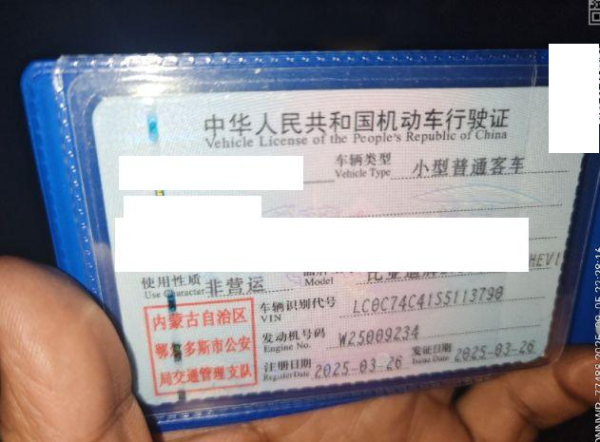 中华人民共和国机动车行驶证
Vehicle License of the People's Republic of China
车辆类型 小型普通客车
Vehicle Type
使用性质 非营运
Use Character
Model
HEV1
车辆识别代号 LC0C74C41S5113790
VIN
发动机号码 W25009234
Engine No.
注册日期 2025-03-26 发证日期 2025-03-26
Register Date Issue Date
内蒙古自治区
鄂尔多斯市公安
局交通管理支队